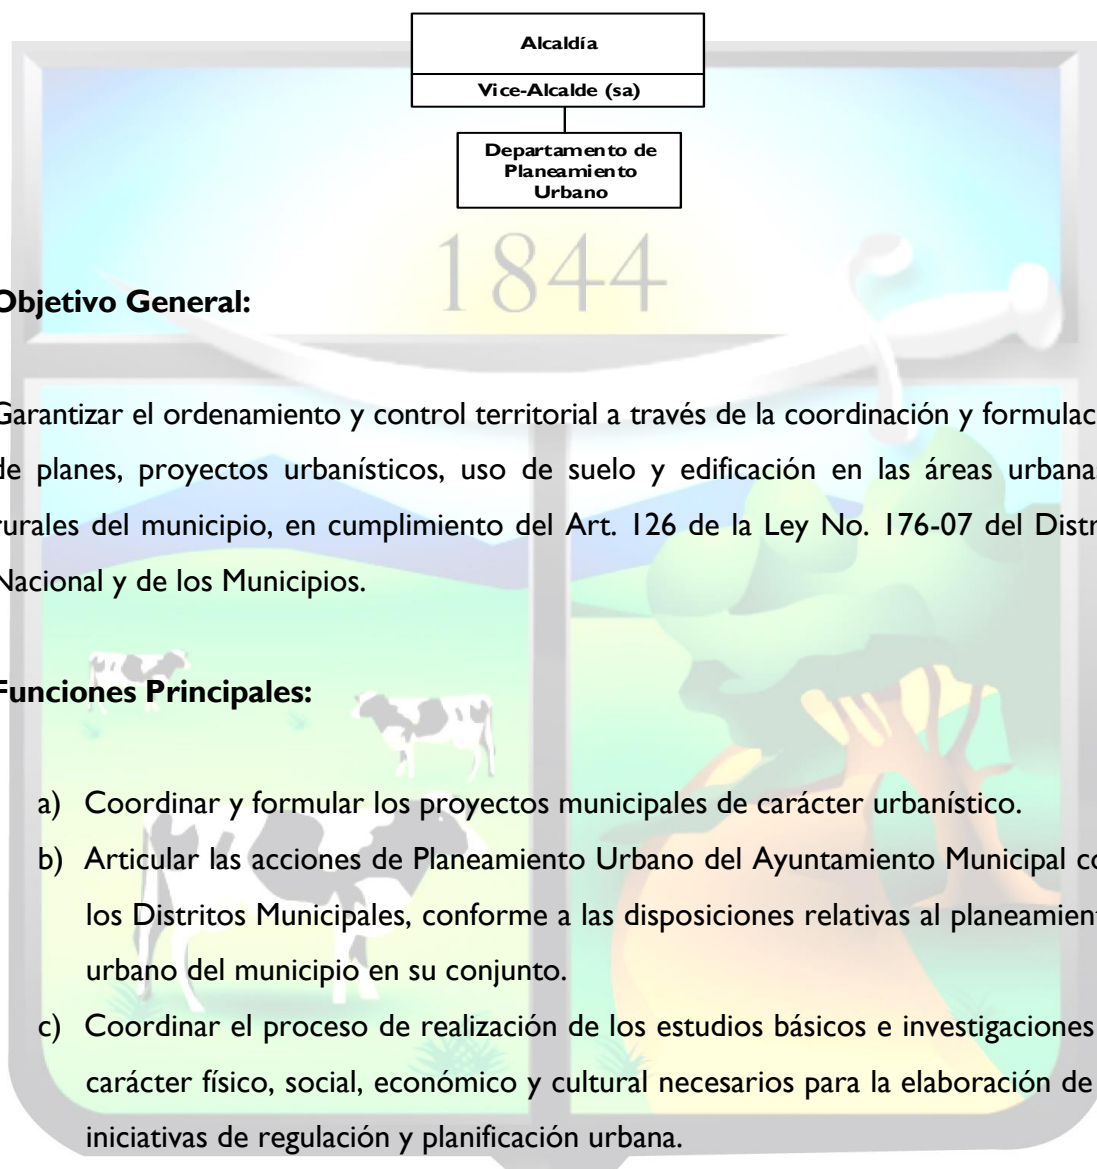 Alcaldía
Vice-Alcalde (sa)
Departamento de
Planeamiento
Urbano
1844
Objetivo General:
Garantizar el ordenamiento y control territorial a través de la coordinación y formulac
de planes, proyectos urbanísticos, uso de suelo y edificación en las áreas urbanas
rurales del municipio, en cumplimiento del Art. 126 de la Ley No. 176-07 del Distr
Nacional y de los Municipios.
Funciones Principales:
a) Coordinar y formular los proyectos municipales de carácter urbanístico.
b) Articular las acciones de Planeamiento Urbano del Ayuntamiento Municipal co
los Distritos Municipales, conforme a las disposiciones relativas al planeamient
urbano del municipio en su conjunto.
c) Coordinar el proceso de realización de los estudios básicos e investigaciones
carácter físico, social, económico y cultural necesarios para la elaboración de
iniciativas de regulación y planificación urbana.